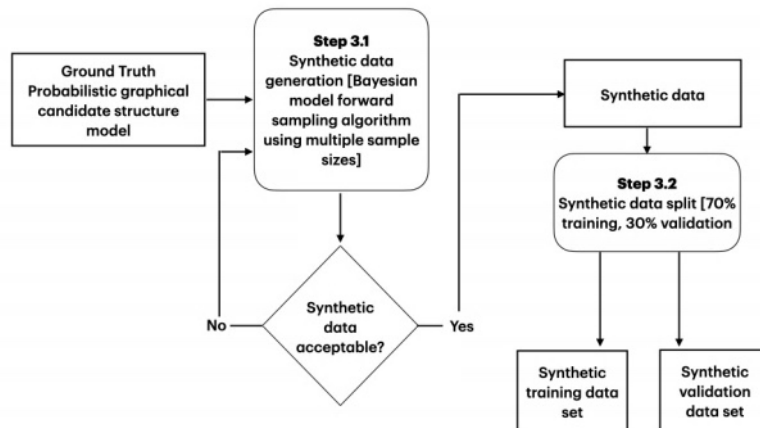 Ground Truth
Probabilistic graphical
candidate structure
model
Step 3.1
Synthetic data
generation [Bayesian
model forward
sampling algorithm
using multiple sample
sizes]
Synthetic data
Step 3.2
Synthetic data split [70%
training, 30% validation
Synthetic
data
acceptable?
No
Yes
Synthetic
training data
set
Synthetic
validation
data set